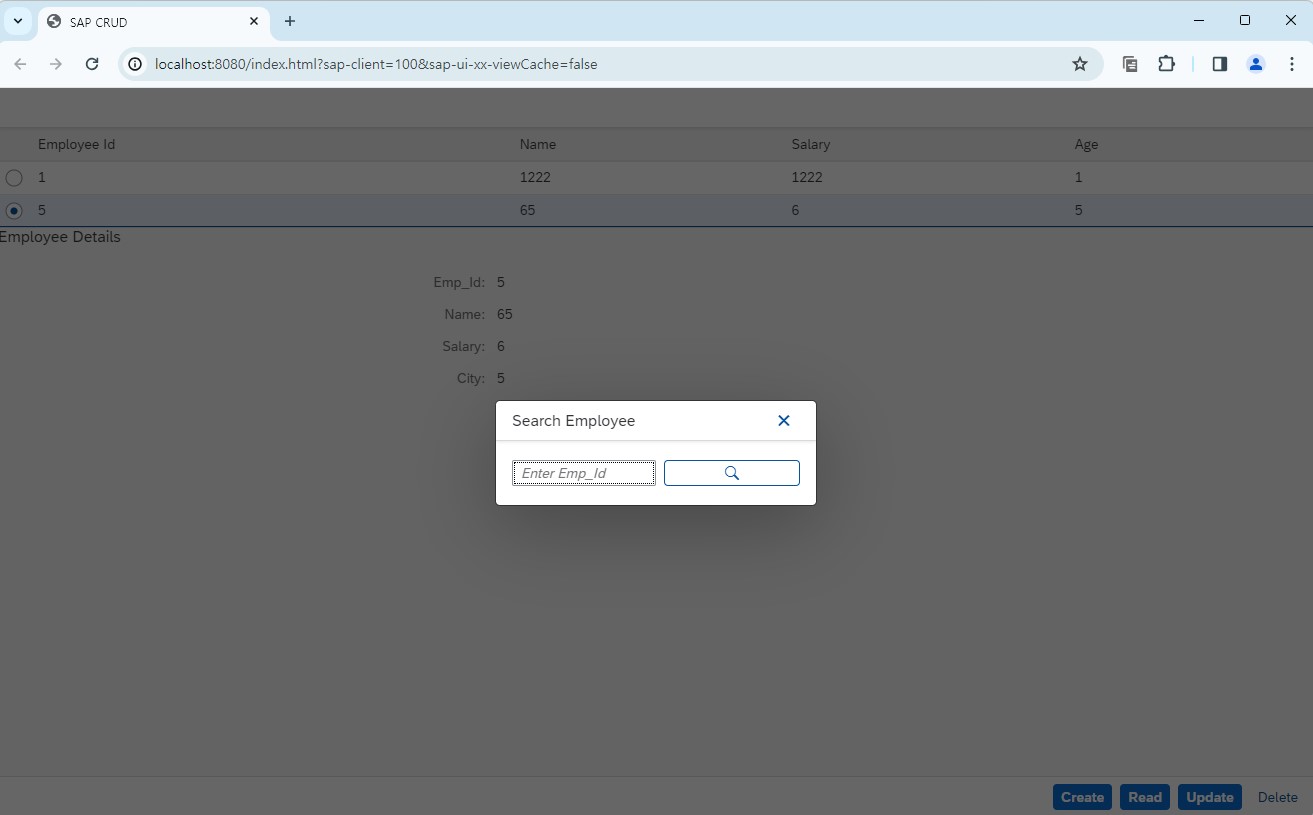 SAP CRUD
localhost:8080/index.html?sap-client=100&sap-ui-xx-viewCache=false
Employee Id Name Salary Age
1 1222 1222 1
5 65 6 5
Employee Details
Emp_Id: 5
Name: 65
Salary: 6
City: 5
Search Employee
Enter Emp_Id
Create Read Update Delete